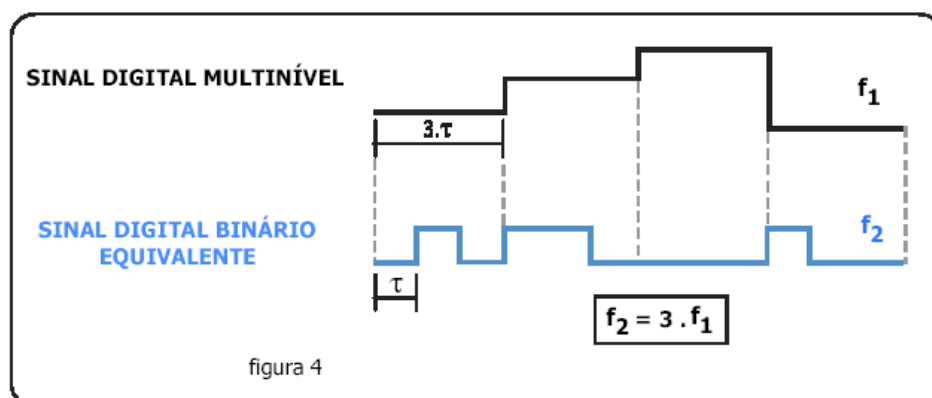 SINAL DIGITAL MULTINÍVEL
f₁
3.τ
SINAL DIGITAL BINÁRIO
EQUIVALENTE
f₂
τ
f₂ = 3 . f₁
figura 4